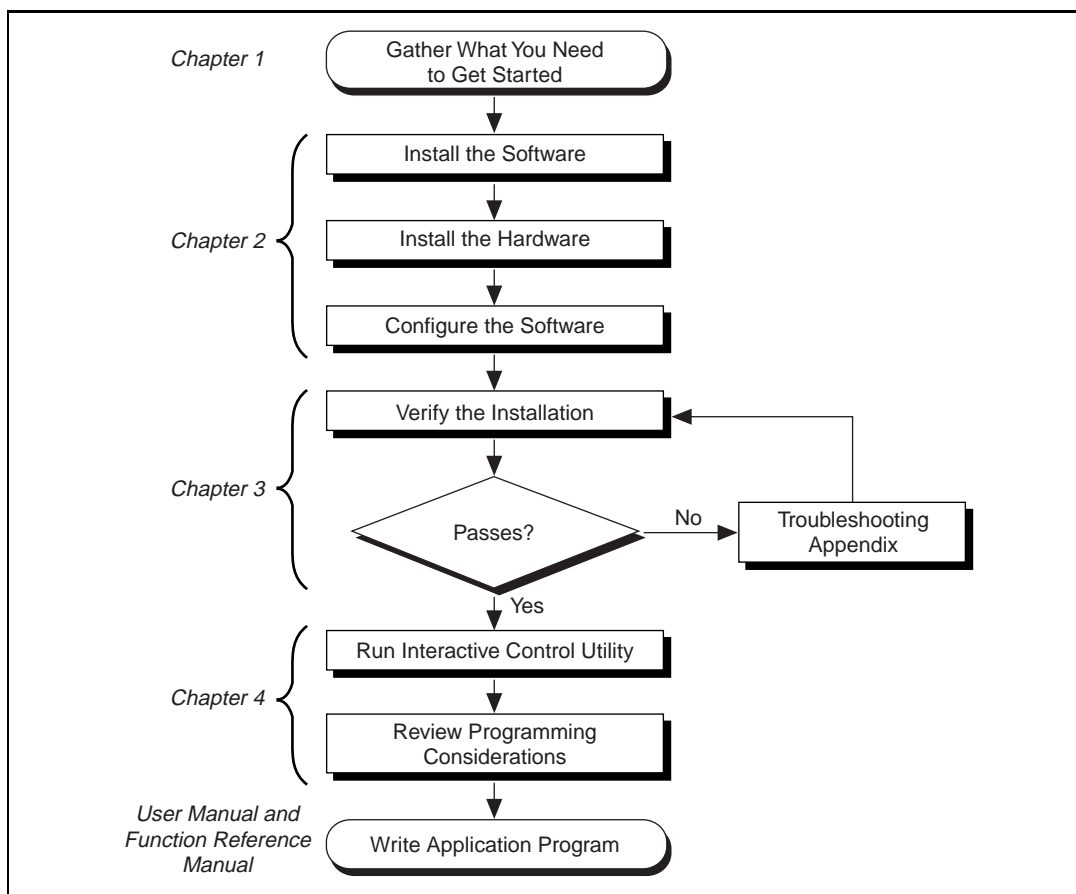 Chapter 1
Gather What You Need
to Get Started
Install the Software
Chapter 2
Install the Hardware
Configure the Software
Verify the Installation
Chapter 3
Passes?
No
Troubleshooting
Appendix
Yes
Run Interactive Control Utility
Chapter 4
Review Programming
Considerations
User Manual and
Function Reference
Manual
Write Application Program